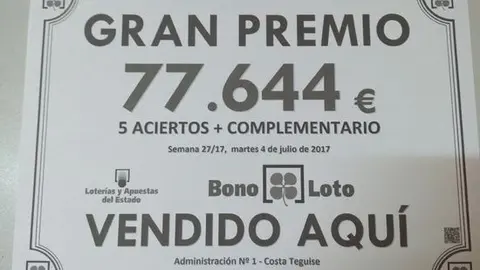 GRAN PREMIO
77.644 €
5 ACIERTOS + COMPLEMENTARIO
Semana 27/17, martes 4 de julio de 2017
Loterías y Apuestas
del Estado
Bono Loto
VENDIDO AQUÍ
Administración Nº 1 - Costa Teguise